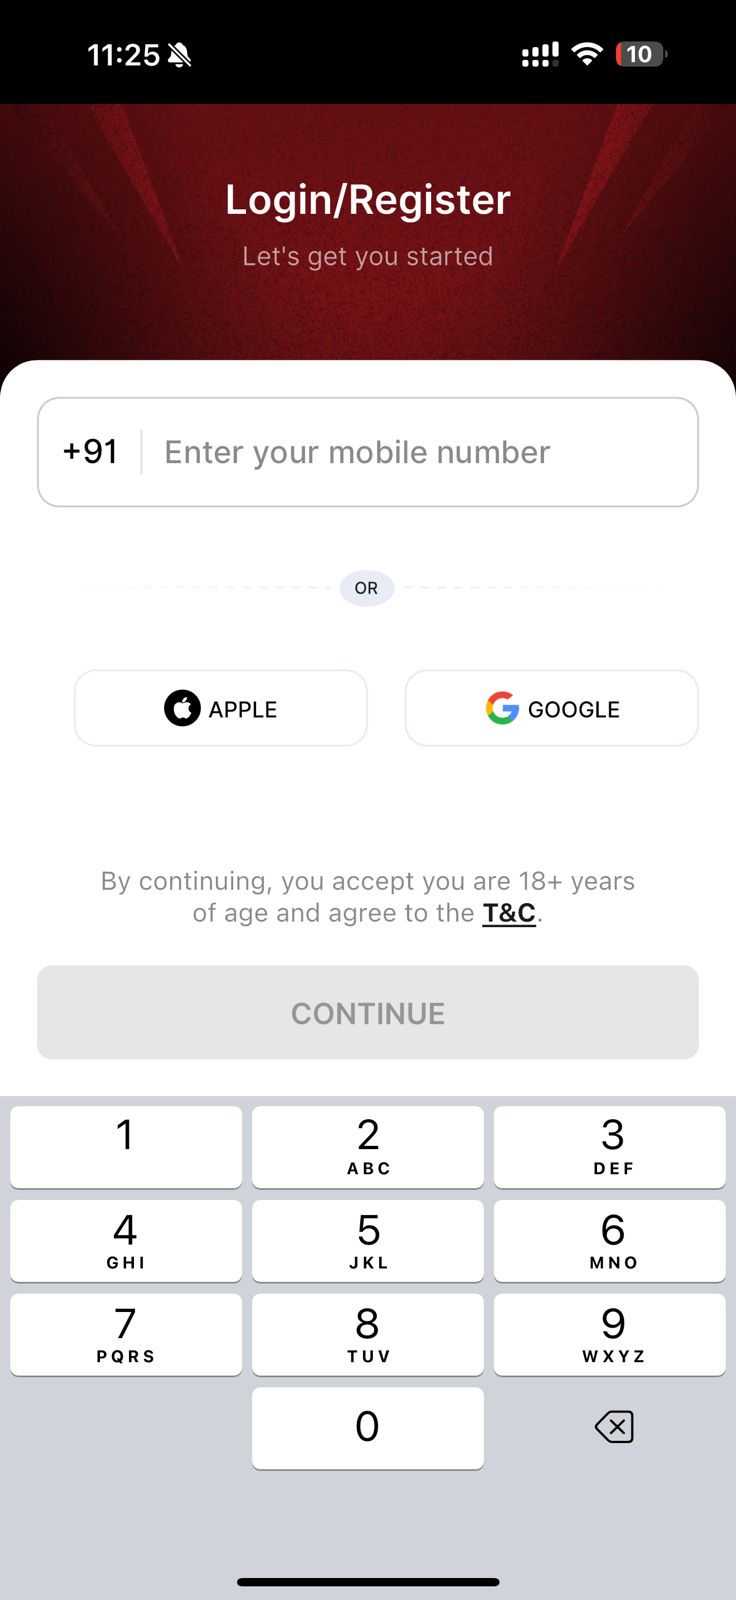 11:25
10
Login/Register
Let's get you started
+91 Enter your mobile number
OR
APPLE
GOOGLE
By continuing, you accept you are 18+ years
of age and agree to the T&C.
CONTINUE
1
2
ABC
3
DEF
4
GHI
5
JKL
6
MNO
7
PQRS
8
TUV
9
WXYZ
0